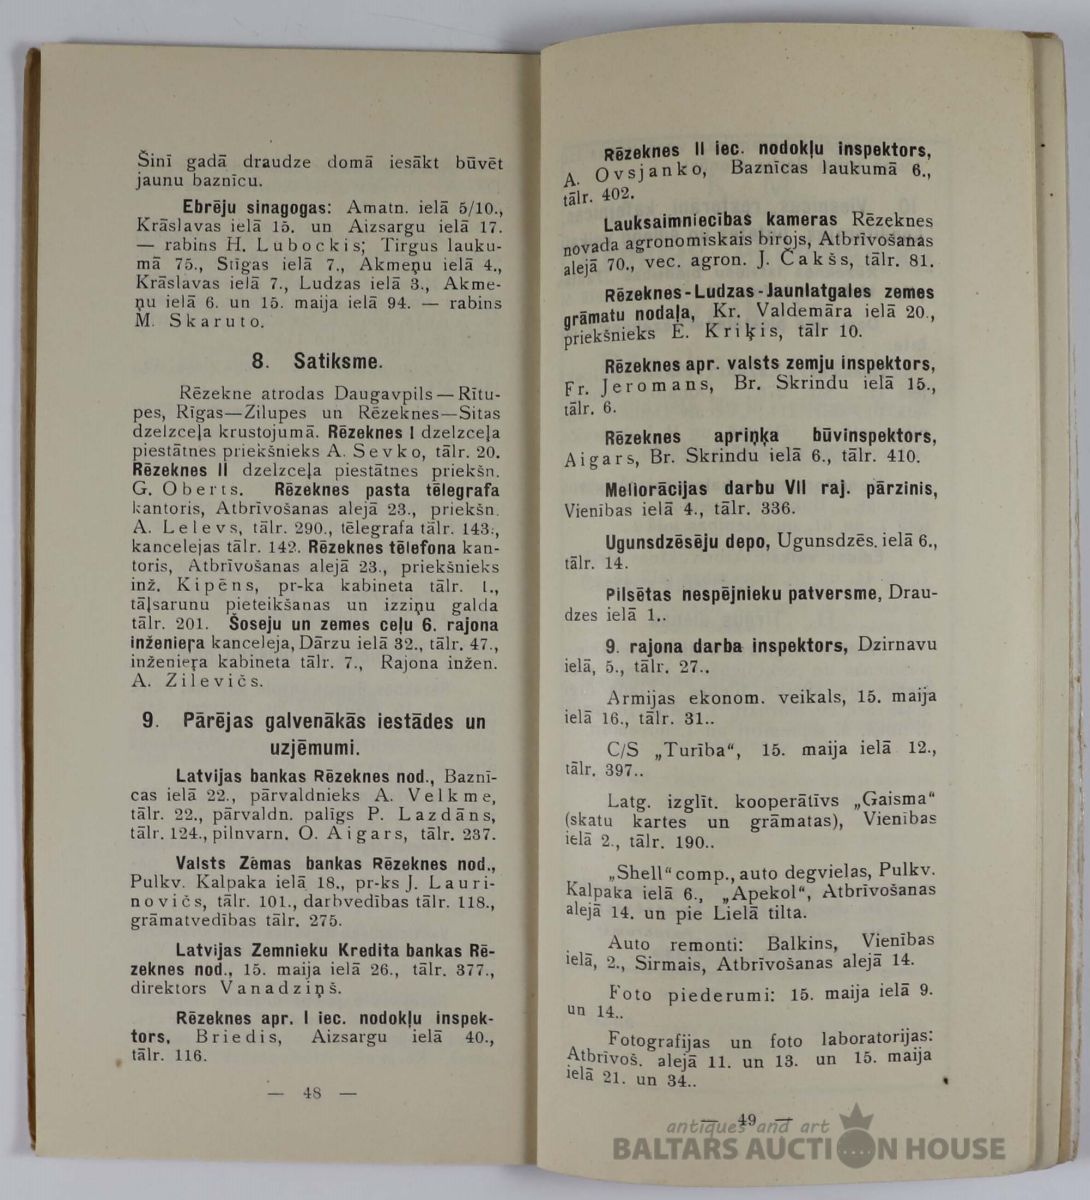 Šinī gadā draudze domā iesākt būvēt
jaunu baznīcu.
Ebrēju sinagogas: Amatn. ielā 5/10.,
Krāslavas ielā 15. un Aizsargu ielā 17.
— rabins H. Lubockis; Tirgus lauku-
mā 75., Stīgas ielā 7., Akmeņu ielā 4.,
Krāslavas ielā 7., Ludzas ielā 3., Akme-
ņu ielā 6. un 15. maija ielā 94. — rabins
M. Skaruto.
8. Satiksme.
Rēzekne atrodas Daugavpils—Rītu-
pes, Rīgas—Zilupes un Rēzeknes—Sitas
dzelzceļa krustojumā. Rēzeknes I dzelzceļa
piestātnes priekšnieks A. Sevko, tālr. 20.
Rēzeknes II dzelzceļa piestātnes priekšn.
G. Oberts. Rēzeknes pasta tēlegrafa
kantoris, Atbrīvošanas alejā 23., priekšn.
A. Lelevs, tālr. 290., tēlegrafa tālr. 143.,
kancelejas tālr. 142. Rēzeknes tēlefona kan-
toris, Atbrīvošanas alejā 23., priekšnieks
inž. Kipēns, pr-ka kabineta tālr. 1.,
tāļsarunu pieteikšanas un izziņu galda
tālr. 201. Šoseju un zemes ceļu 6. rajona
inženieŗa kanceleja, Dārzu ielā 32., tālr. 47.,
inženieŗa kabineta tālr. 7., Rajona inžen.
A. Zilevičs.
9. Pārējas galvenākās iestādes un
uzjēmumi.
Latvijas bankas Rēzeknes nod., Baznī-
cas ielā 22., pārvaldnieks A. Velkme,
tālr. 22., pārvaldn. palīgs P. Lazdāns,
tālr. 124., pilnvarn. O. Aigars, tālr. 237.
Valsts Zemas bankas Rēzeknes nod.,
Pulkv. Kalpaka ielā 18., pr-ks J. Lauri-
novičs, tālr. 101., darbvedības tālr. 118.,
grāmatvedības tālr. 275.
Latvijas Zemnieku Kredita bankas Rē-
zeknes nod., 15. maija ielā 26., tālr. 377.,
direktors Vanadziņš.
Rēzeknes apr. I iec. nodokļu inspek-
tors, Briedis, Aizsargu ielā 40.,
tālr. 116.
— 48 —
Rēzeknes II iec. nodokļu inspektors,
A. Ovsjanko, Baznīcas laukumā 6.,
tālr. 402.
Lauksaimniecības kameras Rēzeknes
novada agronomiskais birojs, Atbrīvošanas
alejā 70., vec. agron. J. Čakšs, tālr. 81.
Rēzeknes-Ludzas-Jaunlatgales zemes
grāmatu nodaļa, Kr. Valdemāra ielā 20.,
priekšnieks E. Kriķis, tālr 10.
Rēzeknes apr. valsts zemju inspektors,
Fr. Jeromans, Br. Skrindu ielā 15.,
tālr. 6.
Rēzeknes apriņķa būvinspektors,
Aigars, Br. Skrindu ielā 6., tālr. 410.
Meliorācijas darbu VII raj. pārzinis,
Vienības ielā 4., tālr. 336.
Ugunsdzēsēju depo, Ugunsdzēs. ielā 6.,
tālr. 14.
Pilsētas nespējnieku patversme, Drau-
dzes ielā 1..
9. rajona darba inspektors, Dzirnavu
ielā, 5., tālr. 27..
Armijas ekonom. veikals, 15. maija
ielā 16., tālr. 31..
C/S „Turība“, 15. maija ielā 12.,
tālr. 397..
Latg. izglīt. kooperātīvs „Gaisma“
(skatu kartes un grāmatas), Vienības
ielā 2., tālr. 190..
„Shell“ comp., auto degvielas, Pulkv.
Kalpaka ielā 6., „Apekol“, Atbrīvošanas
alejā 14. un pie Lielā tilta.
Auto remonti: Balkins, Vienības
ielā, 2., Sirmais, Atbrīvošanas alejā 14.
Foto piederumi: 15. maija ielā 9.
un 14..
Fotografijas un foto laboratorijas:
Atbrīvoš. alejā 11. un 13. un 15. maija
ielā 21. un 34..
— 49 —
antiques and art
BALTARS AUCTION HOUSE